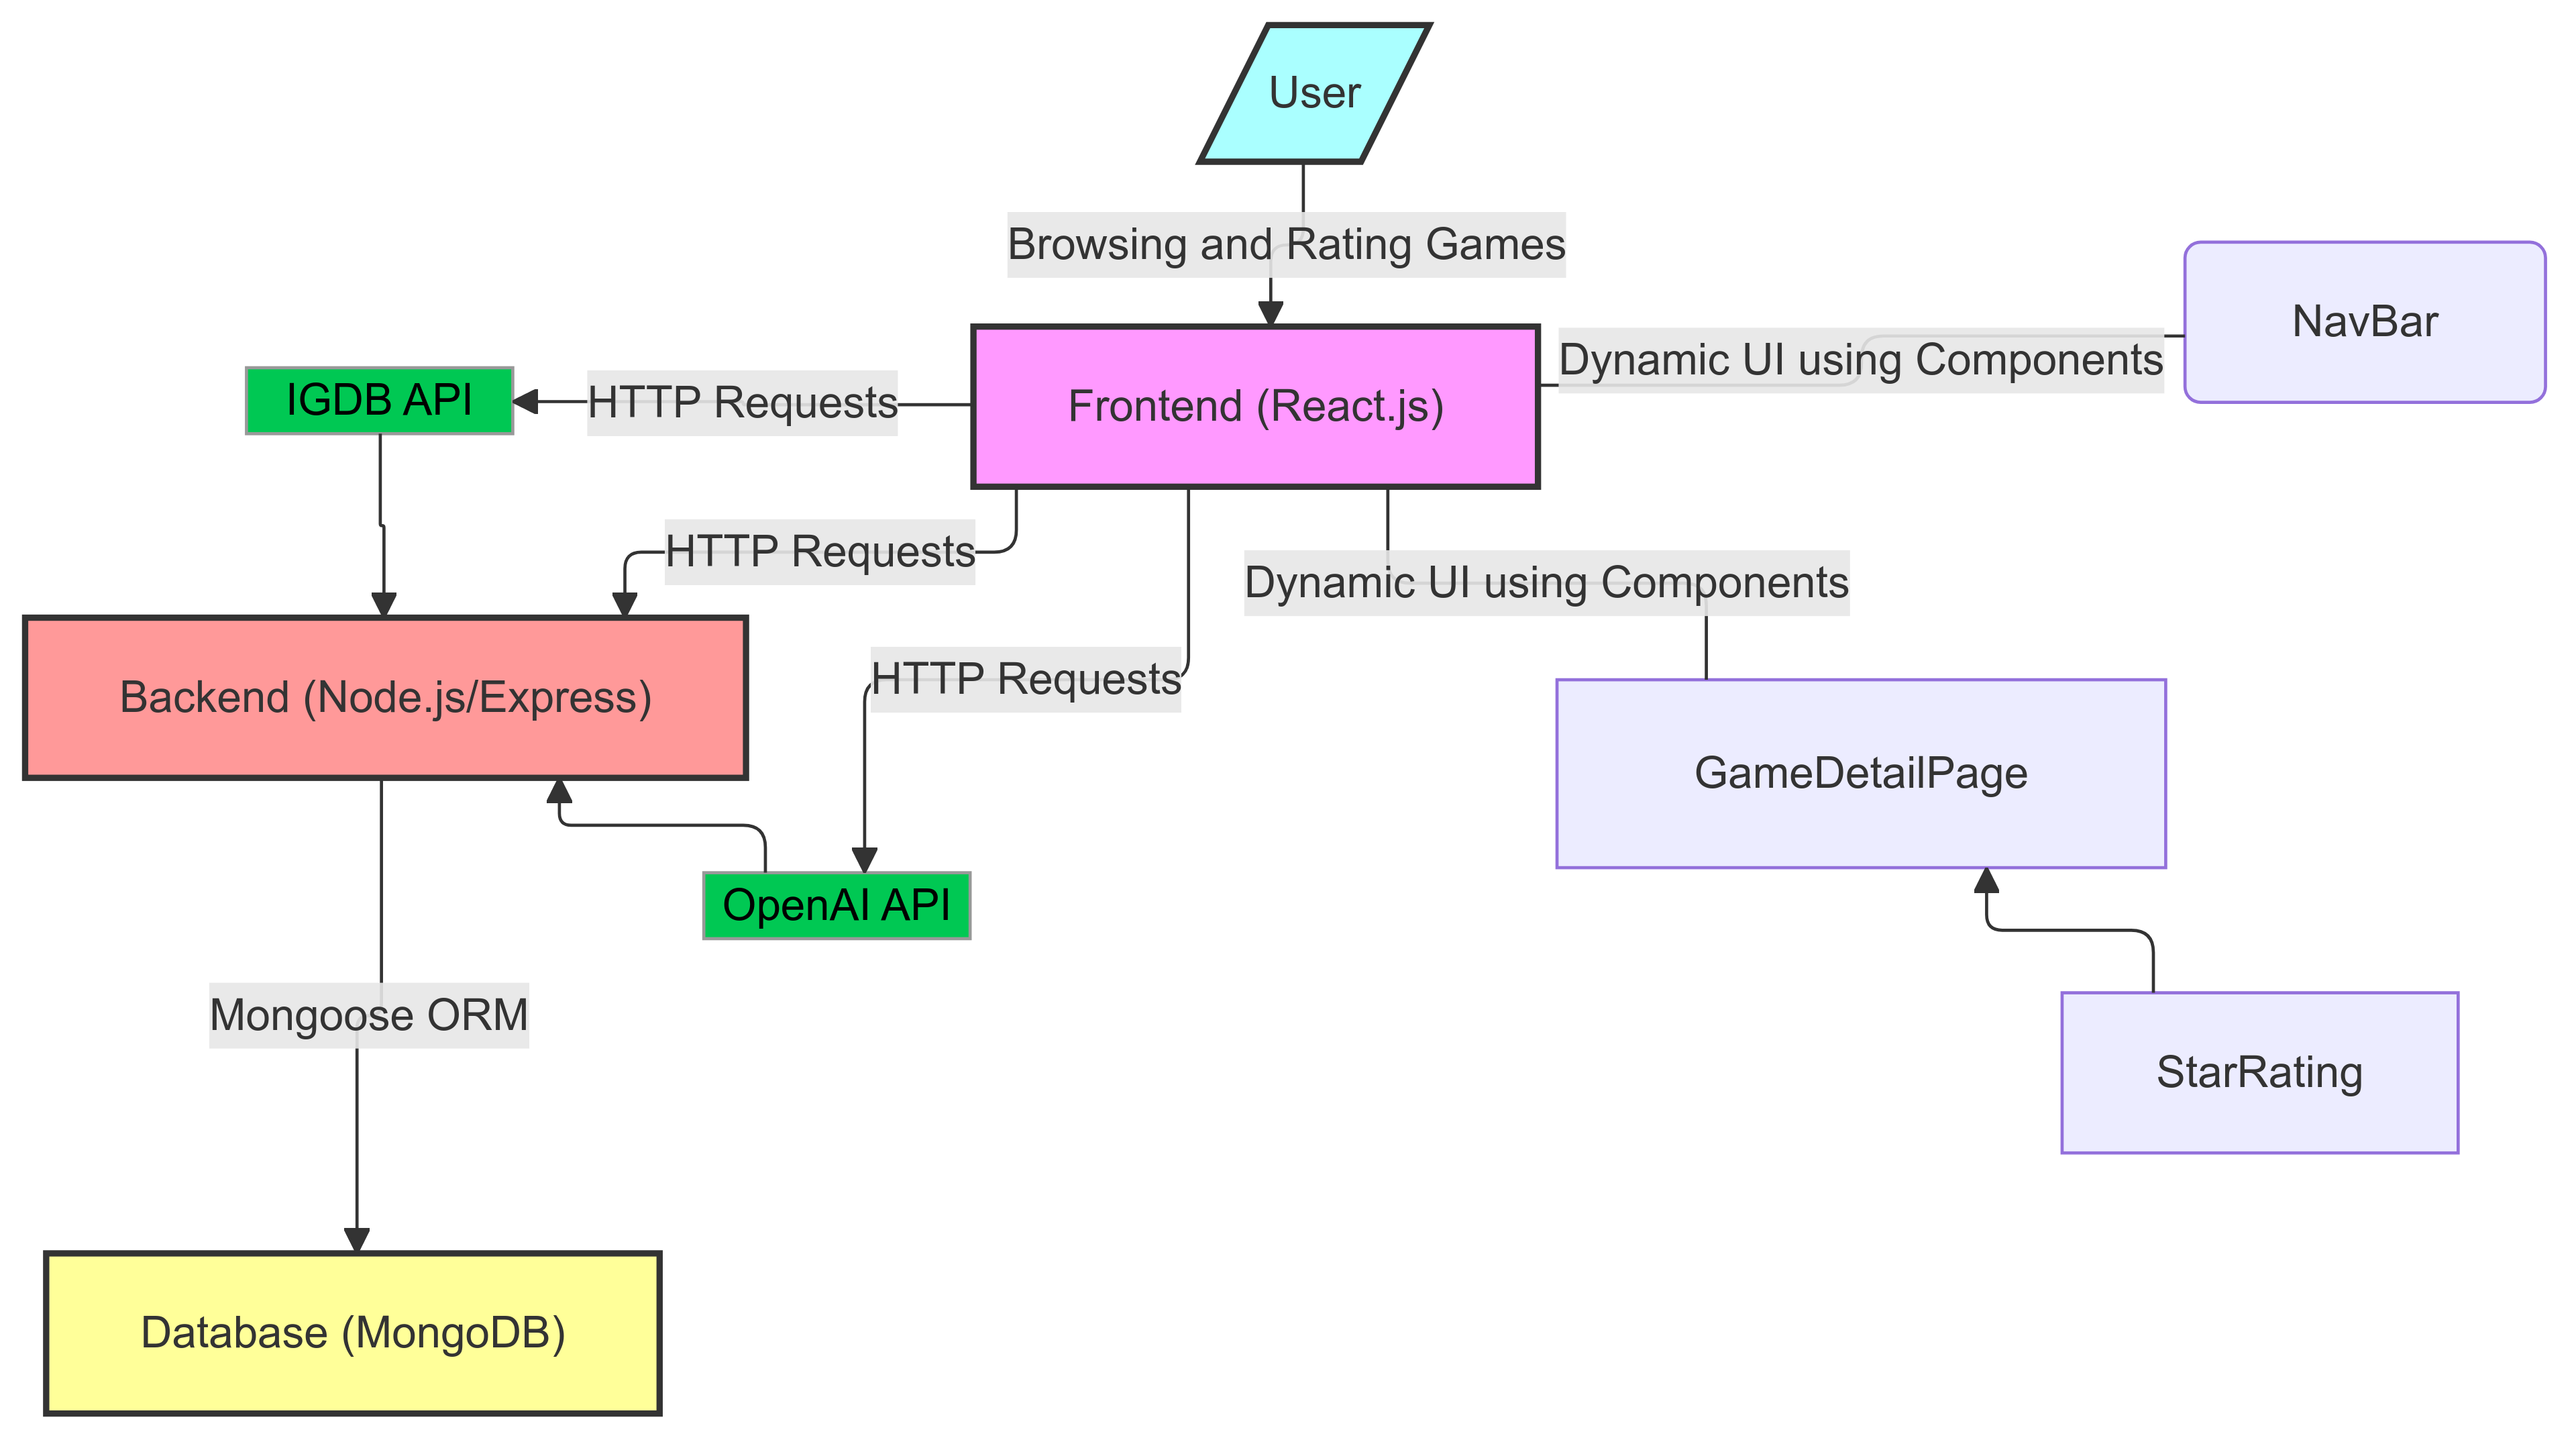 User
Browsing and Rating Games
NavBar
Dynamic UI using Components
IGDB API
HTTP Requests
Frontend (React.js)
HTTP Requests
Dynamic UI using Components
HTTP Requests
Backend (Node.js/Express)
GameDetailPage
OpenAI API
Mongoose ORM
StarRating
Database (MongoDB)